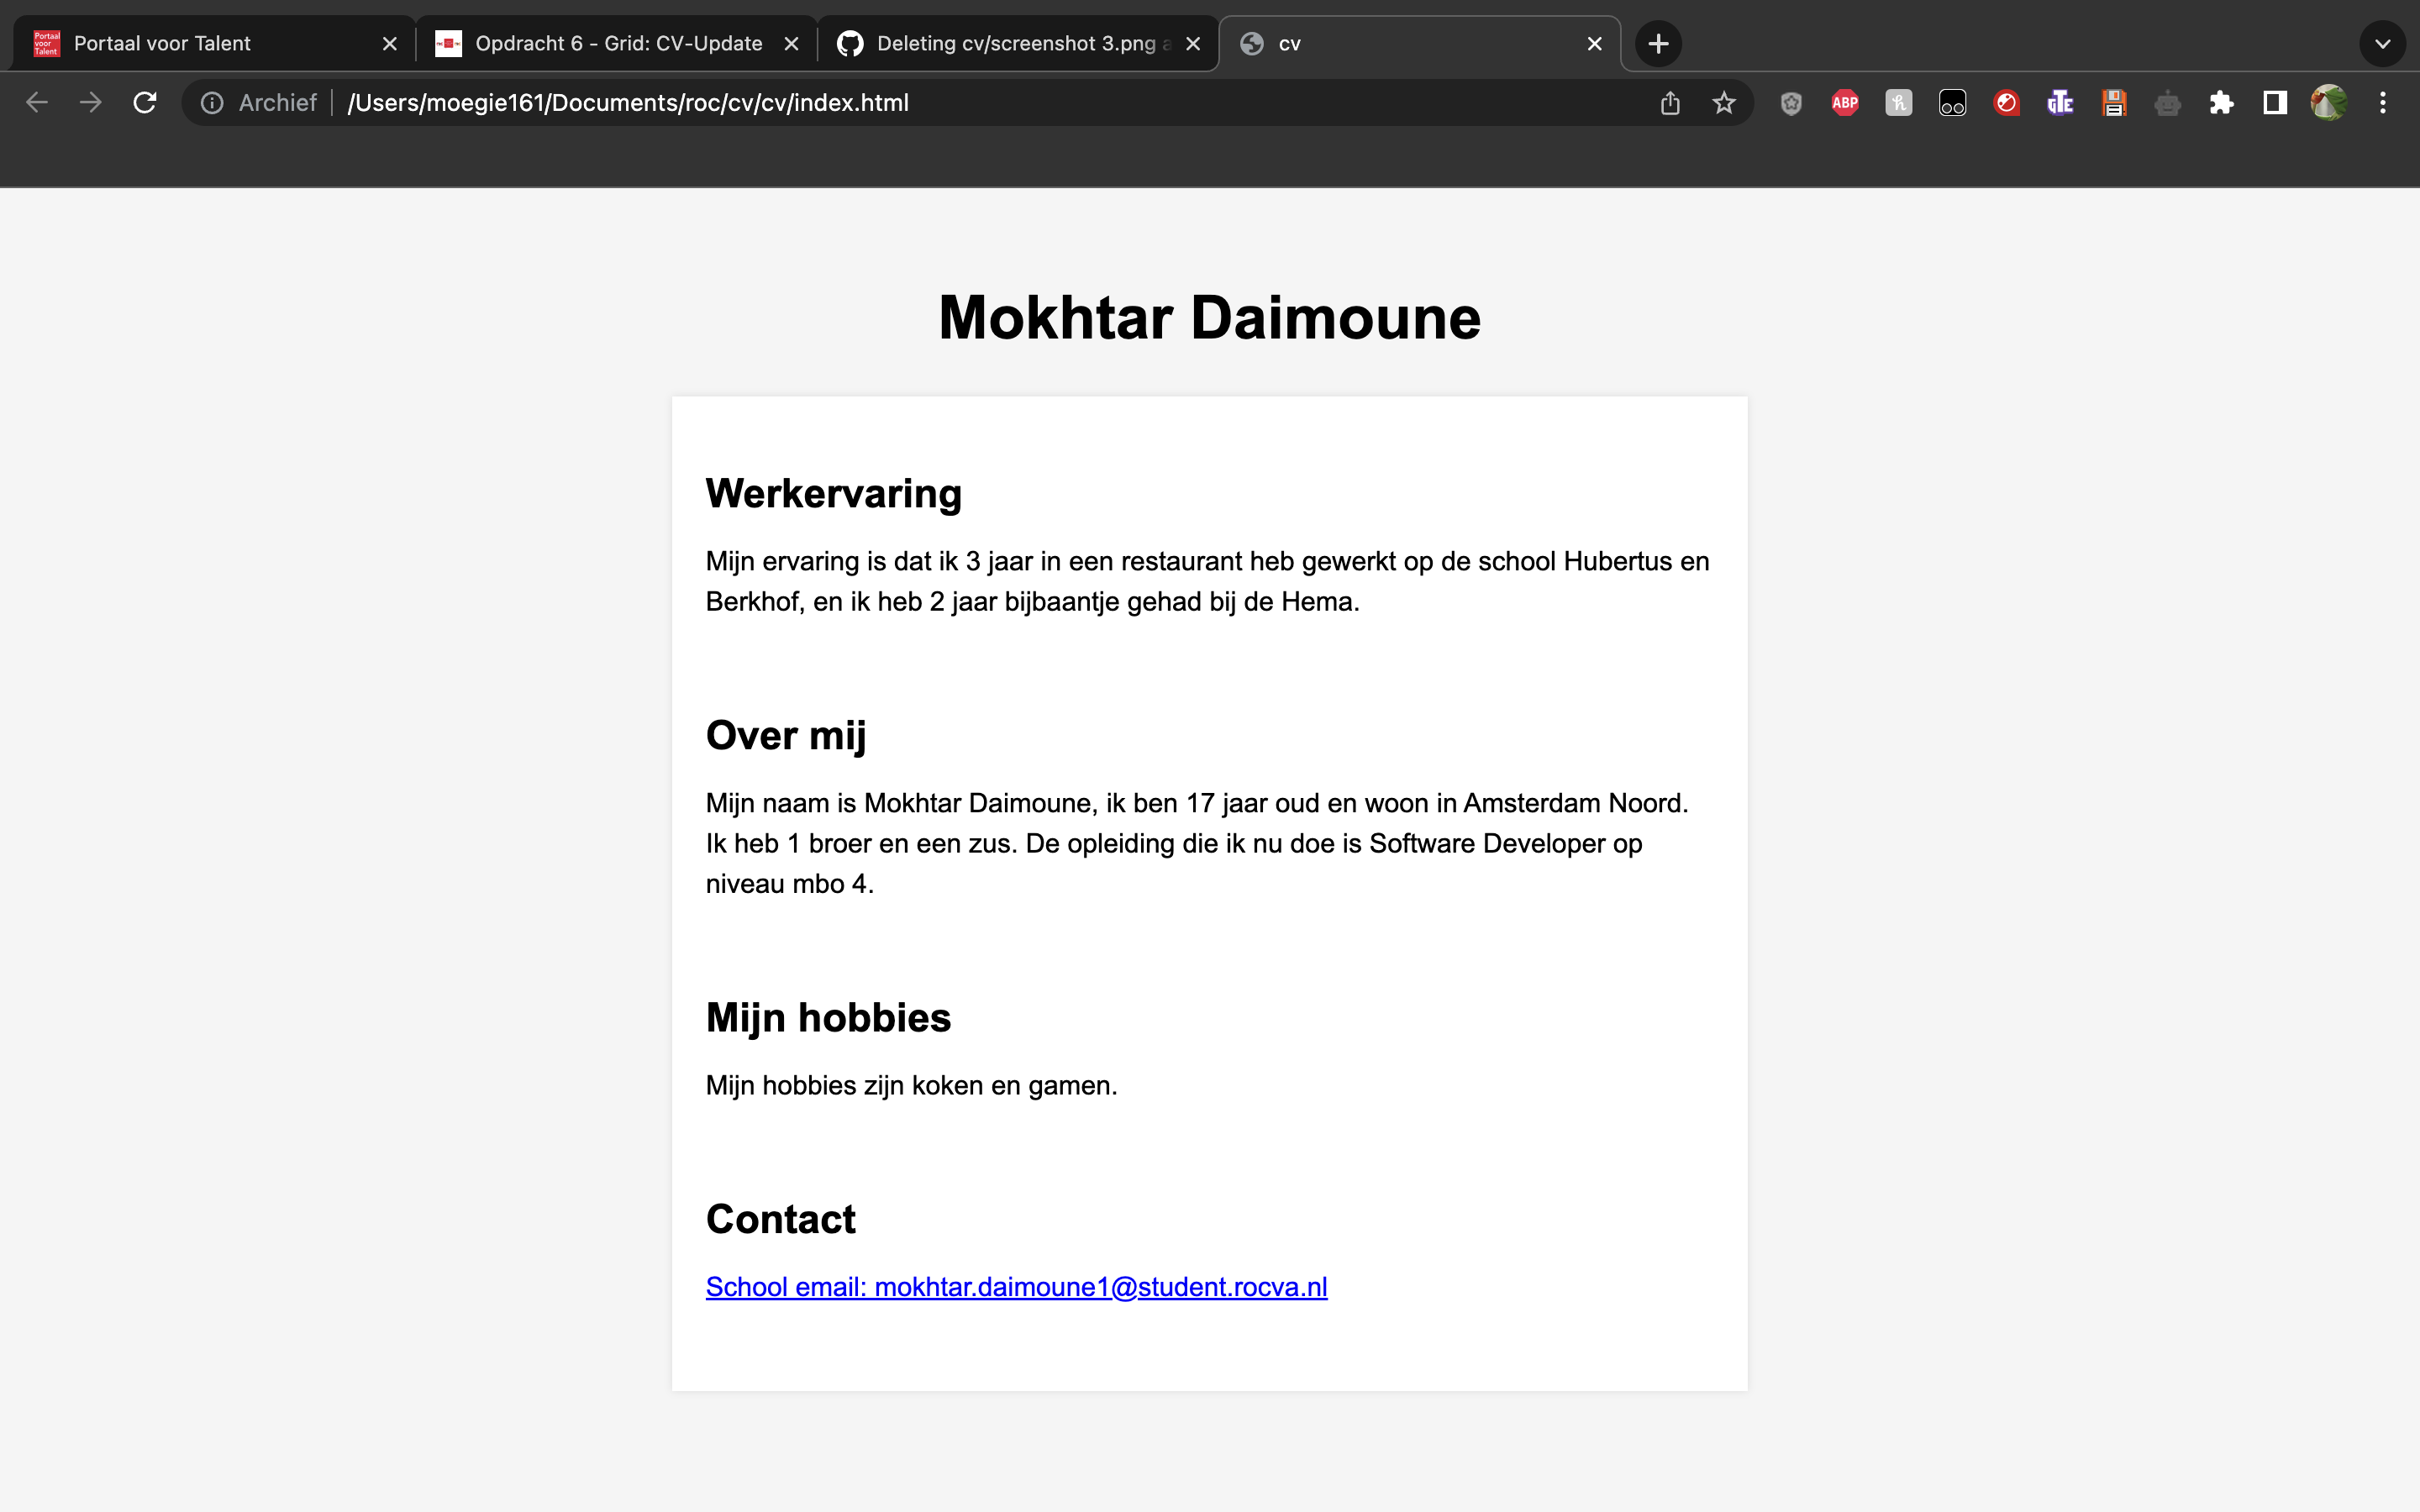 Portaal voor Talent
Portaal voor Talent
Opdracht 6 - Grid: CV-Update
Deleting cv/screenshot 3.png a
cv
Archief
/Users/moegie161/Documents/roc/cv/cv/index.html
ABP
GTE
Mokhtar Daimoune
Werkervaring
Mijn ervaring is dat ik 3 jaar in een restaurant heb gewerkt op de school Hubertus en
Berkhof, en ik heb 2 jaar bijbaantje gehad bij de Hema.
Over mij
Mijn naam is Mokhtar Daimoune, ik ben 17 jaar oud en woon in Amsterdam Noord.
Ik heb 1 broer en een zus. De opleiding die ik nu doe is Software Developer op
niveau mbo 4.
Mijn hobbies
Mijn hobbies zijn koken en gamen.
Contact
School email: mokhtar.daimoune1@student.rocva.nl